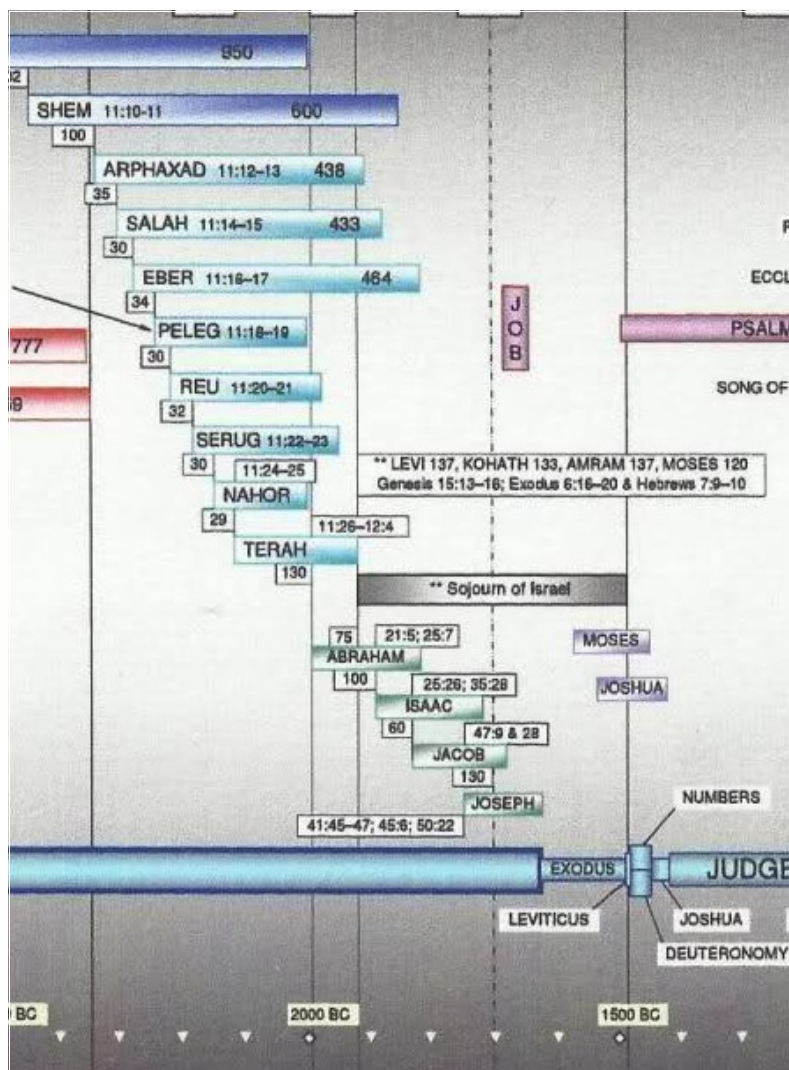 950
02
SHEM 11:10-11 600
100
ARPHAXAD 11:12–13 438
35
SALAH 11:14–15 433
30
EBER 11:16–17 464
34
PELEG 11:18–19
777
30
REU 11:20–21
32
SERUG 11:22–23
30
11:24–25
NAHOR
29
11:26–12:4
TERAH
130
J
O
B
PSALM
ECCL
SONG OF
** LEVI 137, KOHATH 133, AMRAM 137, MOSES 120
Genesis 15:13–16; Exodus 6:16–20 & Hebrews 7:9–10
** Sojourn of Israel
75
21:5; 25:7
ABRAHAM
MOSES
100
25:26; 35:28
JOSHUA
ISAAC
60
47:9 & 28
JACOB
130
JOSEPH
41:45–47; 45:6; 50:22
NUMBERS
EXODUS
JUDGE
LEVITICUS
JOSHUA
DEUTERONOMY
BC
2000 BC
1500 BC